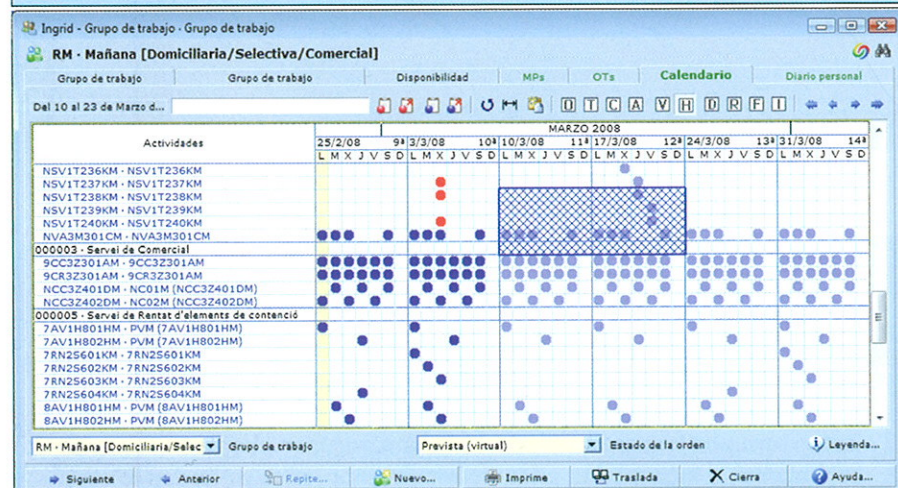 Ingrid - Grupo de trabajo - Grupo de trabajo
RM - Mañana [Domiciliaria/Selectiva/Comercial]
Grupo de trabajo Grupo de trabajo Disponibilidad MPs OTs Calendario Diario personal
Del 10 al 23 de Marzo d... D T C A V H D R F I
MARZO 2008
Actividades 25/2/08 9ª 3/3/08 10ª 10/3/08 11ª 17/3/08 12ª 24/3/08 13ª 31/3/08 14ª
L M X J V S D L M X J V S D L M X J V S D L M X J V S D L M X J V S D L M X J V S D
NSV1T236KM - NSV1T236KM
NSV1T237KM - NSV1T237KM
NSV1T238KM - NSV1T238KM
NSV1T239KM - NSV1T239KM
NSV1T240KM - NSV1T240KM
NVA3M301CM - NVA3M301CM
000003 - Servei de Comercial
9CC3Z301AM - 9CC3Z301AM
9CR3Z301AM - 9CR3Z301AM
NCC3Z401DM - NC01M (NCC3Z401DM)
NCC3Z402DM - NC02M (NCC3Z402DM)
000005 - Servei de Rentat d'elements de contenció
7AV1H801HM - PVM (7AV1H801HM)
7AV1H802HM - PVM (7AV1H802HM)
7RN2S601KM - 7RN2S601KM
7RN2S602KM - 7RN2S602KM
7RN2S603KM - 7RN2S603KM
7RN2S604KM - 7RN2S604KM
8AV1H801HM - PVM (8AV1H801HM)
8AV1H802HM - PVM (8AV1H802HM)
RM - Mañana [Domiciliaria/Selec Grupo de trabajo Prevista (virtual) Estado de la orden Leyenda...
Siguiente Anterior Repite... Nuevo... Imprime Traslada Cierra Ayuda...